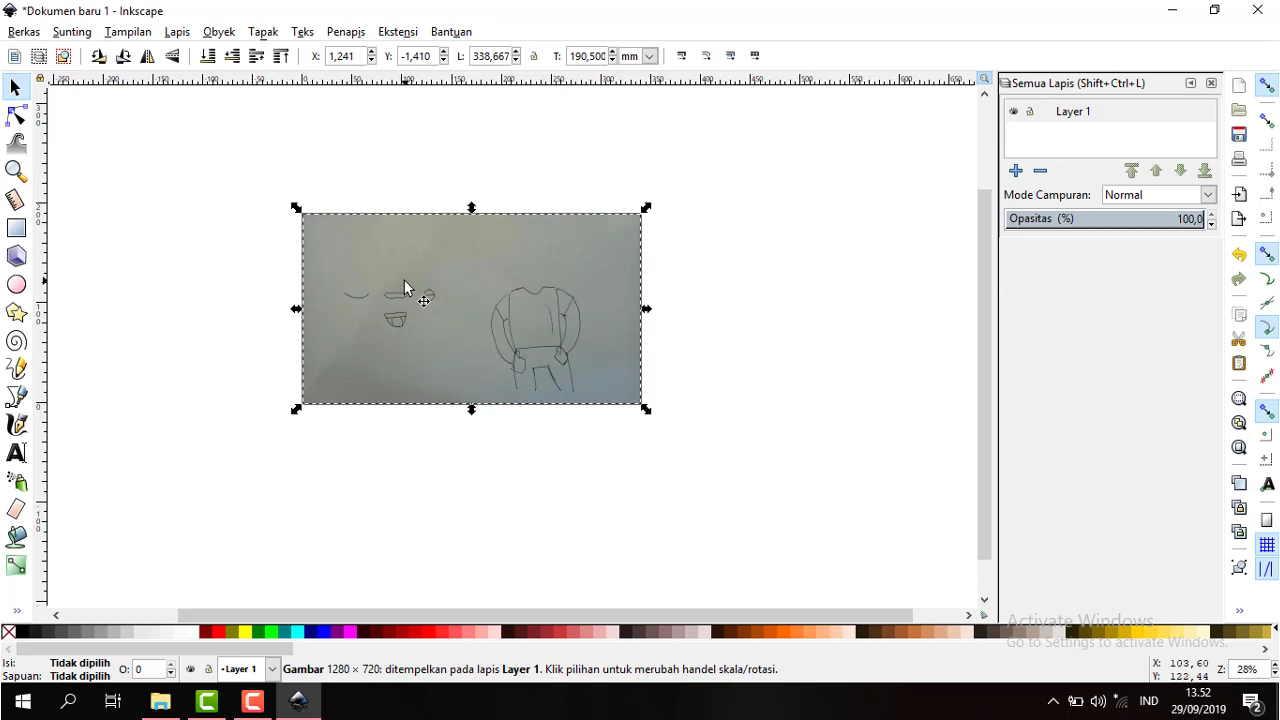 *Dokumen baru 1 - Inkscape
Berkas Sunting Tampilan Lapis Obyek Tapak Teks Penapis Ekstensi Bantuan
X: 1,241 Y: -1,410 L: 338,667 T: 190,500 mm
Semua Lapis (Shift+Ctrl+L)
Layer 1
Mode Campuran: Normal
Opasitas (%) 100,0
Activate Windows
Go to Settings to activate Windows.
Isi: Tidak dipilih
Sapuan: Tidak dipilih
O: 0
Layer 1
Gambar 1280 × 720: ditempelkan pada lapis Layer 1. Klik pilihan untuk merubah handel skala/rotasi.
X: 103,60
Y: 122,44
Z: 28%
IND
13.52
29/09/2019
2